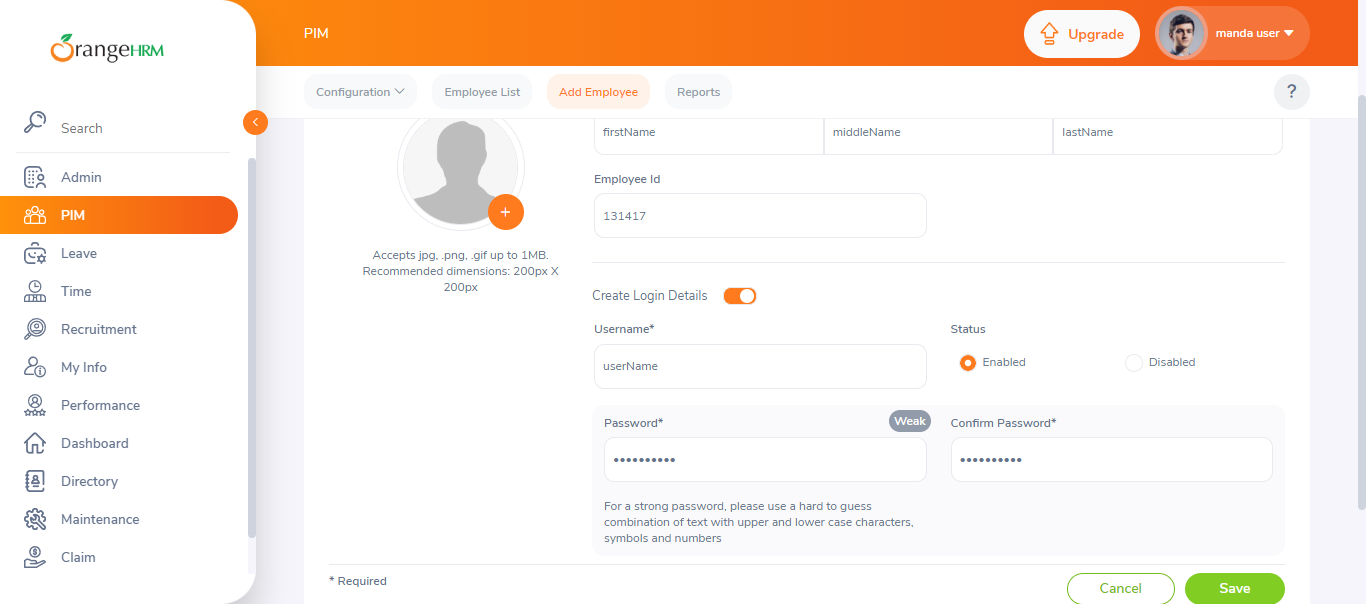 OrangeHRM
PIM
Upgrade
manda user
Configuration
Employee List
Add Employee
Reports
?
Search
Admin
PIM
Leave
Time
Recruitment
My Info
Performance
Dashboard
Directory
Maintenance
Claim
firstName
middleName
lastName
Employee Id
131417
Accepts jpg, .png, .gif up to 1MB.
Recommended dimensions: 200px X
200px
Create Login Details
Username*
userName
Status
Enabled
Disabled
Password*
Weak
Confirm Password*
••••••••••
••••••••••
For a strong password, please use a hard to guess
combination of text with upper and lower case characters,
symbols and numbers
* Required
Cancel
Save